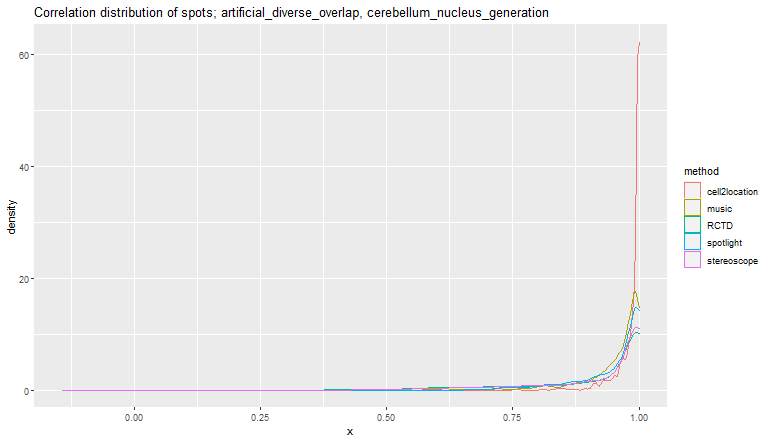 Correlation distribution of spots; artificial_diverse_overlap, cerebellum_nucleus_generation
60
40
20
0
density
0.00
0.25
0.50
0.75
1.00
x
method
cell2location
music
RCTD
spotlight
stereoscope